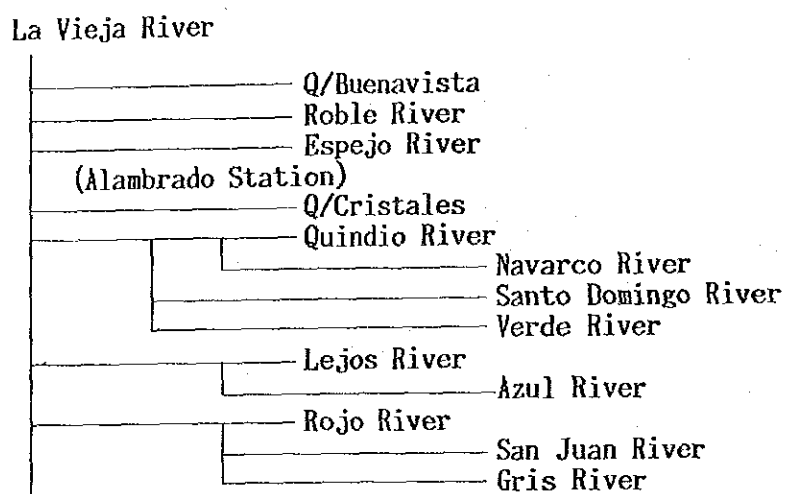 La Vieja River
Q/Buenavista
Roble River
Espejo River
(Alambrado Station)
Q/Cristales
Quindio River
Navarco River
Santo Domingo River
Verde River
Lejos River
Azul River
Rojo River
San Juan River
Gris River